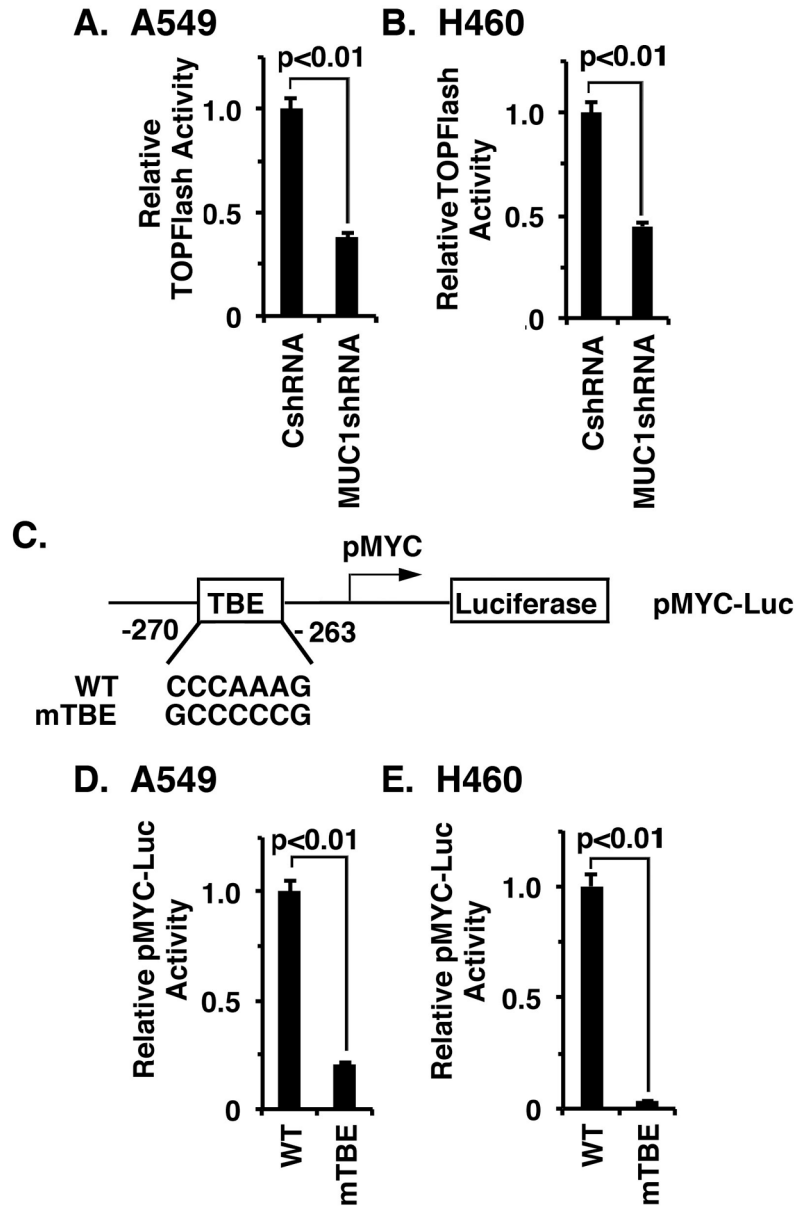 A. A549
p<0.01
Relative
TOPFlash Activity
1.0
0.5
0
CshRNA
MUC1shRNA
B. H460
p<0.01
Relative TOPFlash
Activity
1.0
0.5
.0
CshRNA
MUC1shRNA
C.
pMYC
TBE
Luciferase
pMYC-Luc
-270
- 263
WT CCCAAAG
mTBE GCCCCCG
D. A549
p<0.01
Relative pMYC-Luc
Activity
1.0
0.5
0
WT
mTBE
E. H460
p<0.01
Relative pMYC-Luc
Activity
1.0
0.5
0
WT
mTBE